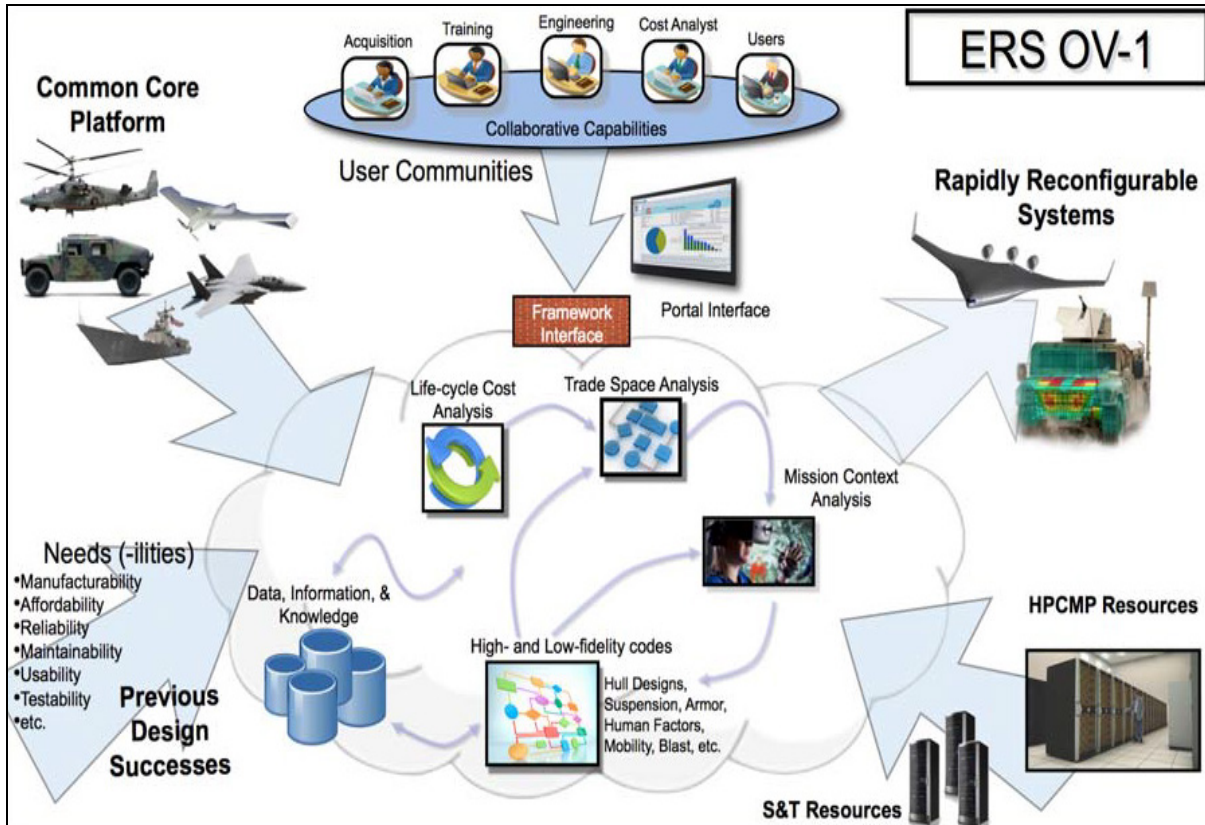 ERS OV-1
Acquisition
Training
Engineering
Cost Analyst
Users
Collaborative Capabilities
User Communities
Common Core
Platform
Rapidly Reconfigurable
Systems
Portal Interface
Framework
Interface
Life-cycle Cost
Analysis
Trade Space Analysis
Mission Context
Analysis
Needs (-ilities)
•Manufacturability
•Affordability
•Reliability
•Maintainability
•Usability
•Testability
•etc.
Previous
Design
Successes
Data, Information, &
Knowledge
High- and Low-fidelity codes
Hull Designs,
Suspension, Armor,
Human Factors,
Mobility, Blast, etc.
HPCMP Resources
S&T Resources